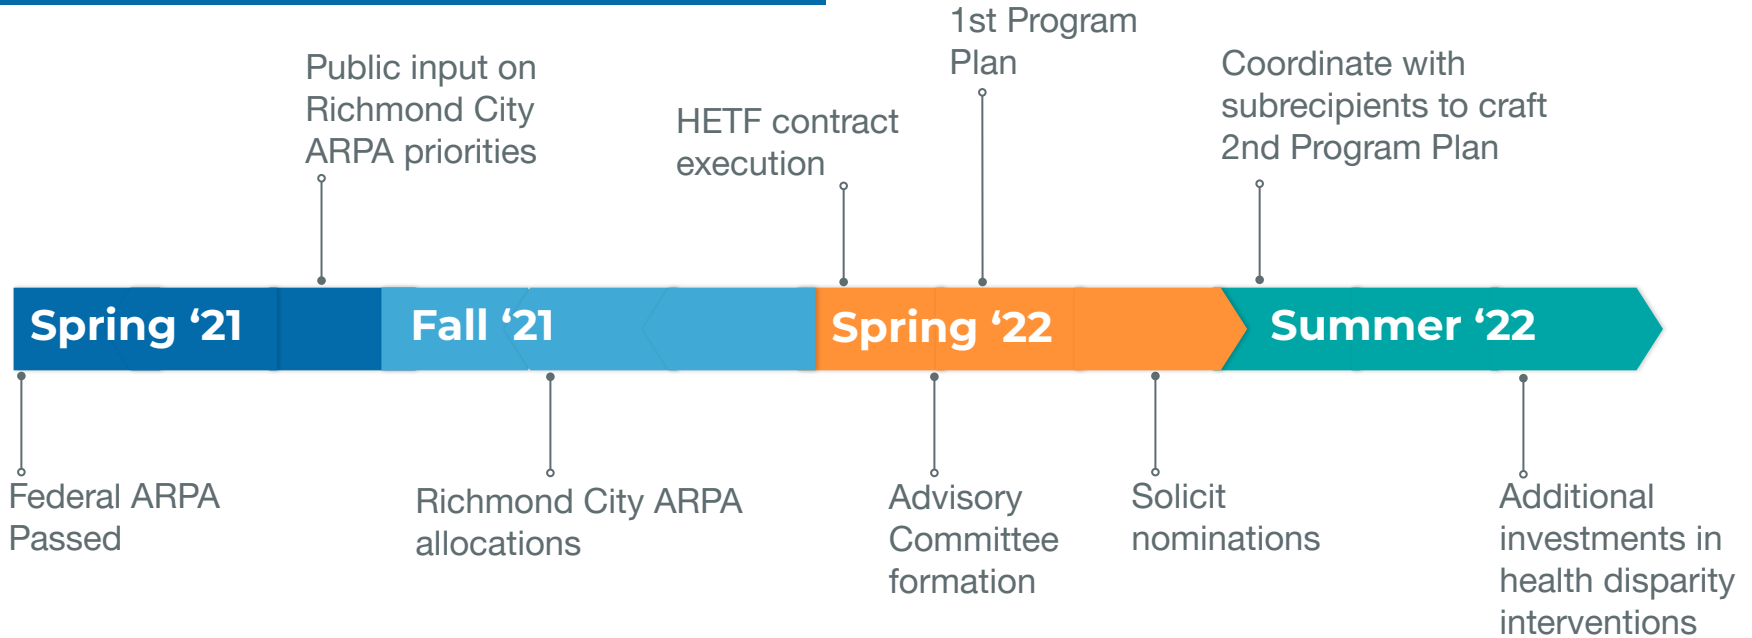 1st Program
Plan
Public input on
Richmond City
ARPA priorities
HETF contract
execution
Coordinate with
subrecipients to craft
2nd Program Plan
Spring ‘21
Fall ‘21
Spring ‘22
Summer ‘22
Federal ARPA
Passed
Richmond City ARPA
allocations
Advisory
Committee
formation
Solicit
nominations
Additional
investments in
health disparity
interventions